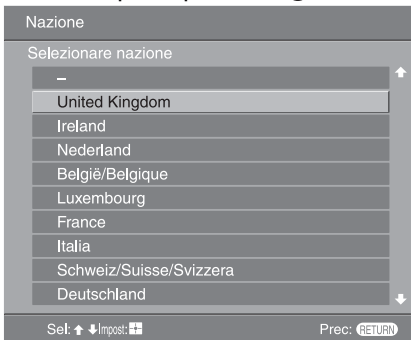 Nazione
Selezionare nazione
–
United Kingdom
Ireland
Nederland
België/Belgique
Luxembourg
France
Italia
Schweiz/Suisse/Svizzera
Deutschland
Sel: Impost: Prec: RETURN